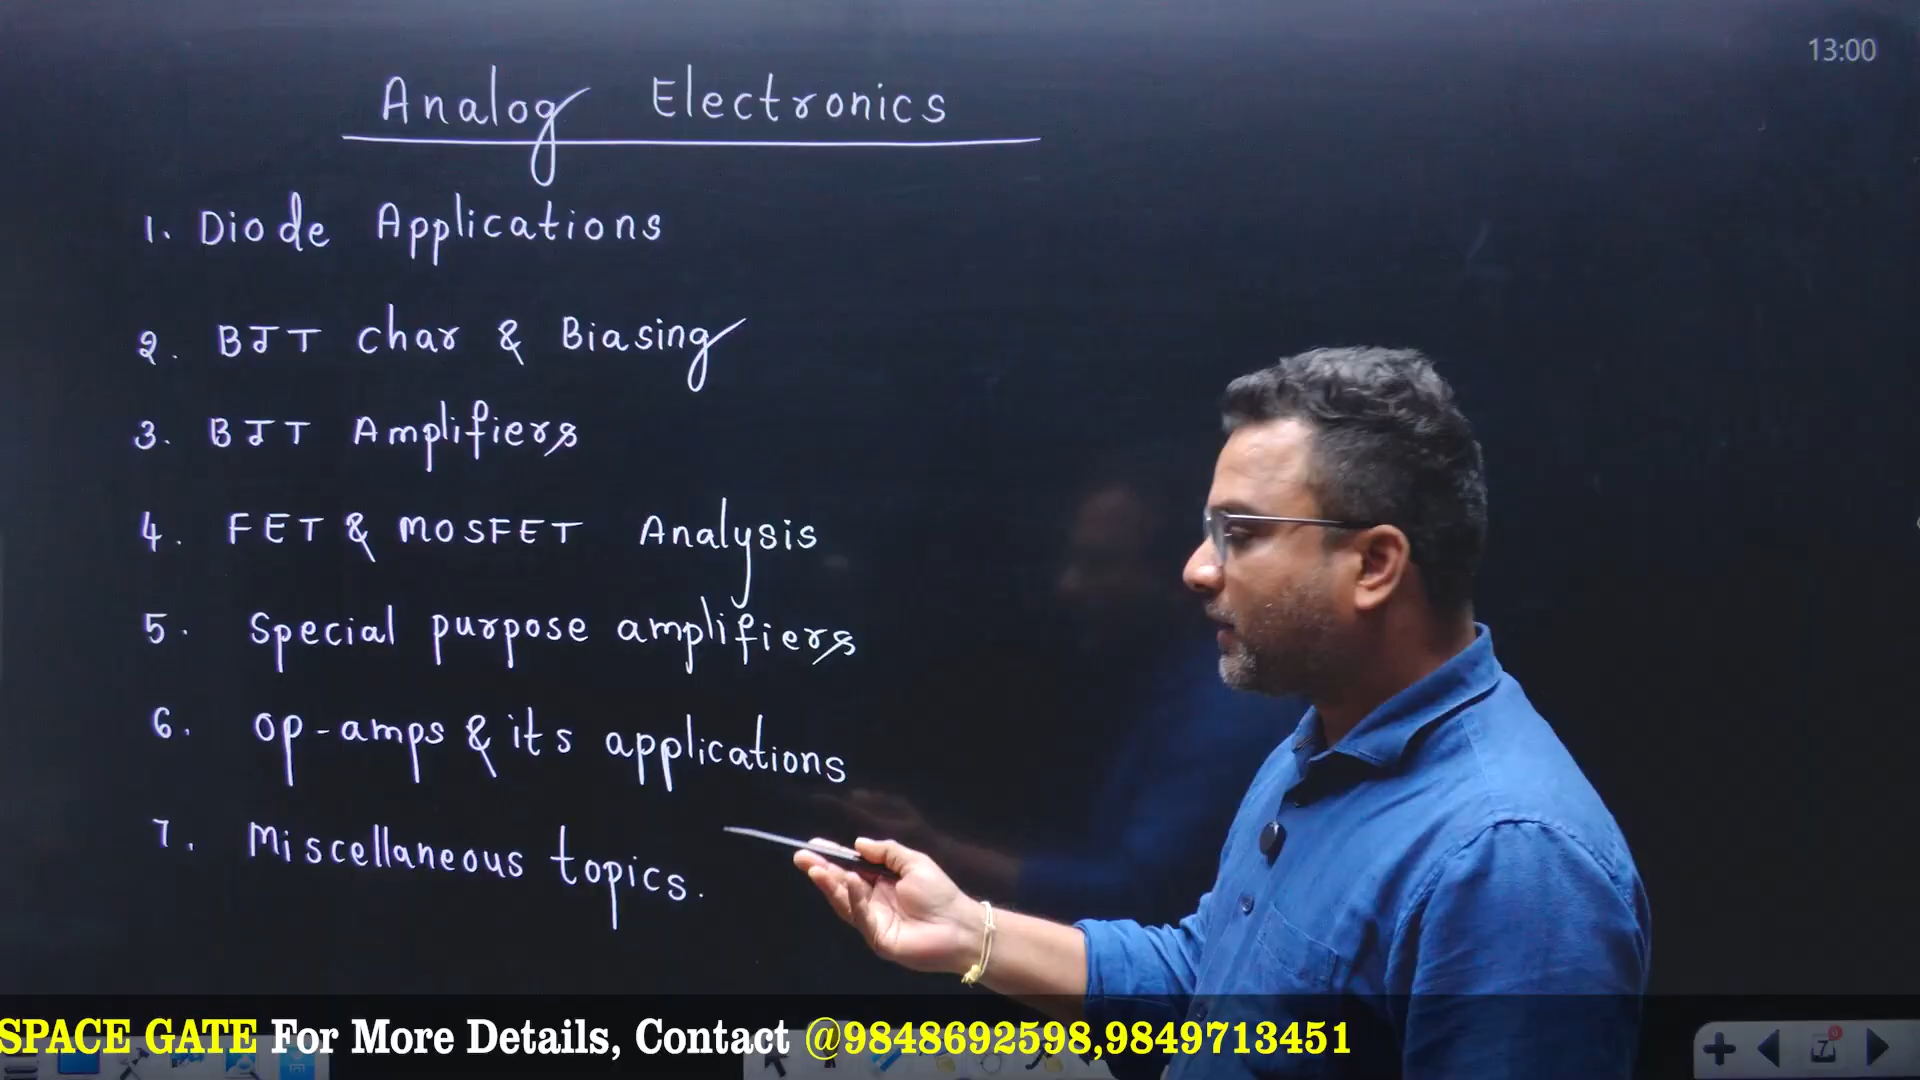 13:00
Analog Electronics
1. Diode Applications
2. BJT char & Biasing
3. BJT Amplifiers
4. FET & MOSFET Analysis
5. Special purpose amplifiers
6. Op-amps & its applications
7. Miscellaneous topics.
SPACE GATE For More Details, Contact @9848692598,9849713451
7